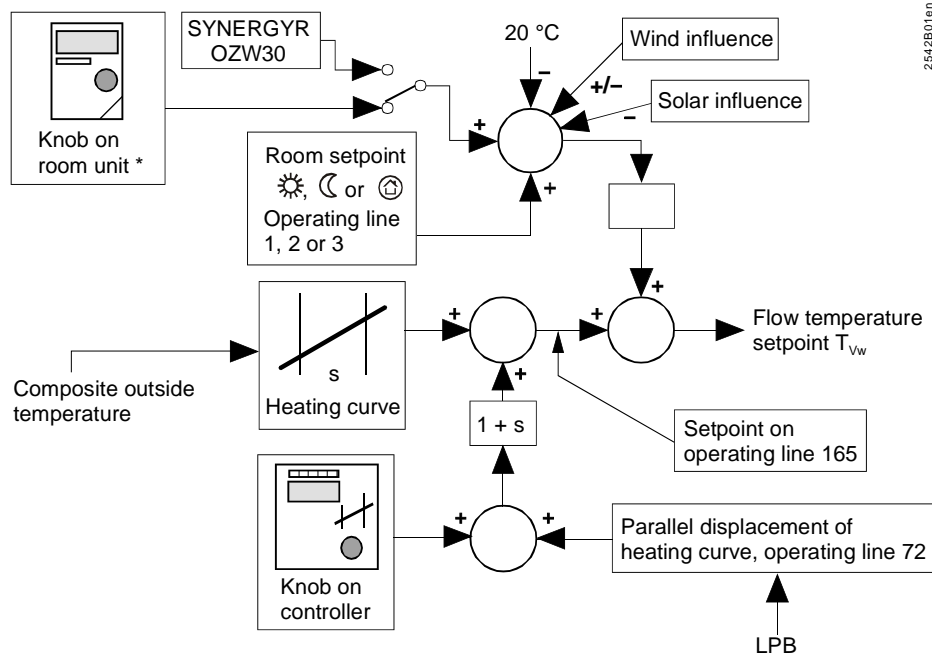 SYNERGYR
OZW30
20 °C
Wind influence
2542B01en
–
+/–
Solar influence
–
Knob on
room unit *
+
Room setpoint
, or
Operating line
1, 2 or 3
+
+
+
+
Flow temperature
setpoint T_Vw
s
Heating curve
Composite outside
temperature
+
1 + s
Setpoint on
operating line 165
+
+
Parallel displacement of
heating curve, operating line 72
Knob on
controller
LPB